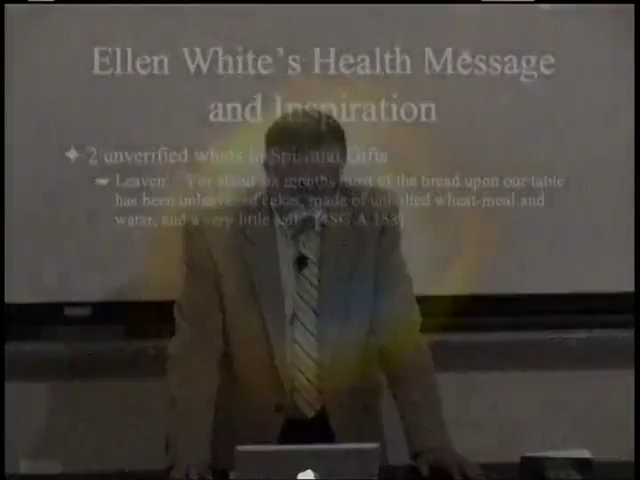 Ellen White's Health Message
and Inspiration
2 unverified whats in Spiritual Gifts
Leaven: "For about six months most of the bread upon our table
has been unleavened cakes, made of unbolted wheat-meal and
water, and a very little salt"